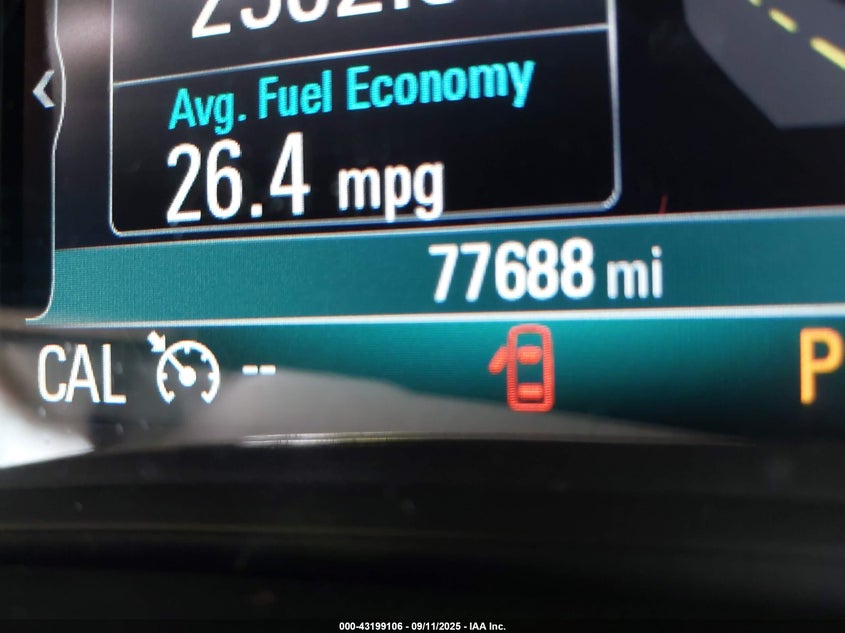 Avg. Fuel Economy
26.4 mpg
77688 mi
CAL --
P
000-43199106 - 09/11/2025 - IAA Inc.